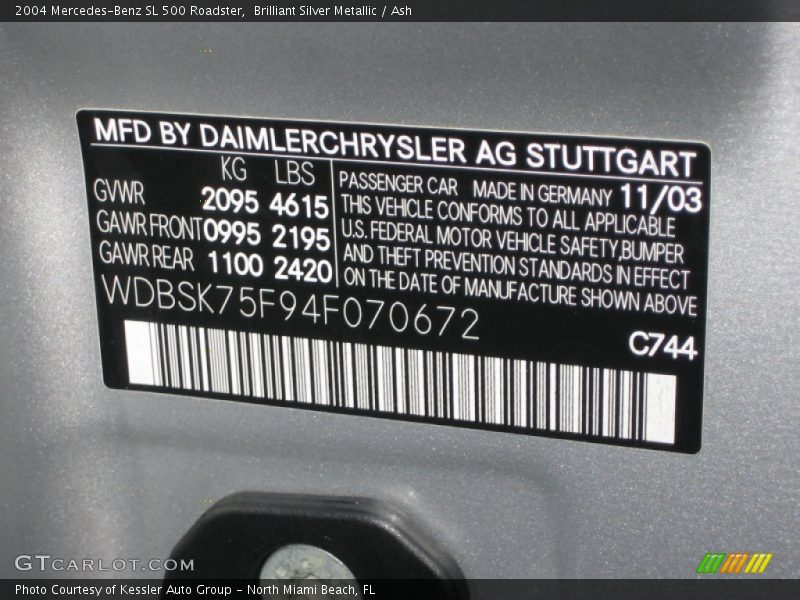 2004 Mercedes-Benz SL 500 Roadster,  Brilliant Silver Metallic / Ash
MFD BY DAIMLERCHRYSLER AG STUTTGART
KG LBS
GVWR 2095 4615
GAWR FRONT 0995 2195
GAWR REAR 1100 2420
PASSENGER CAR MADE IN GERMANY 11/03
THIS VEHICLE CONFORMS TO ALL APPLICABLE
U.S. FEDERAL MOTOR VEHICLE SAFETY,BUMPER
AND THEFT PREVENTION STANDARDS IN EFFECT
ON THE DATE OF MANUFACTURE SHOWN ABOVE
WDBSK75F94F070672
C744
GTCARLOT.COM
Photo Courtesy of Kessler Auto Group - North Miami Beach, FL